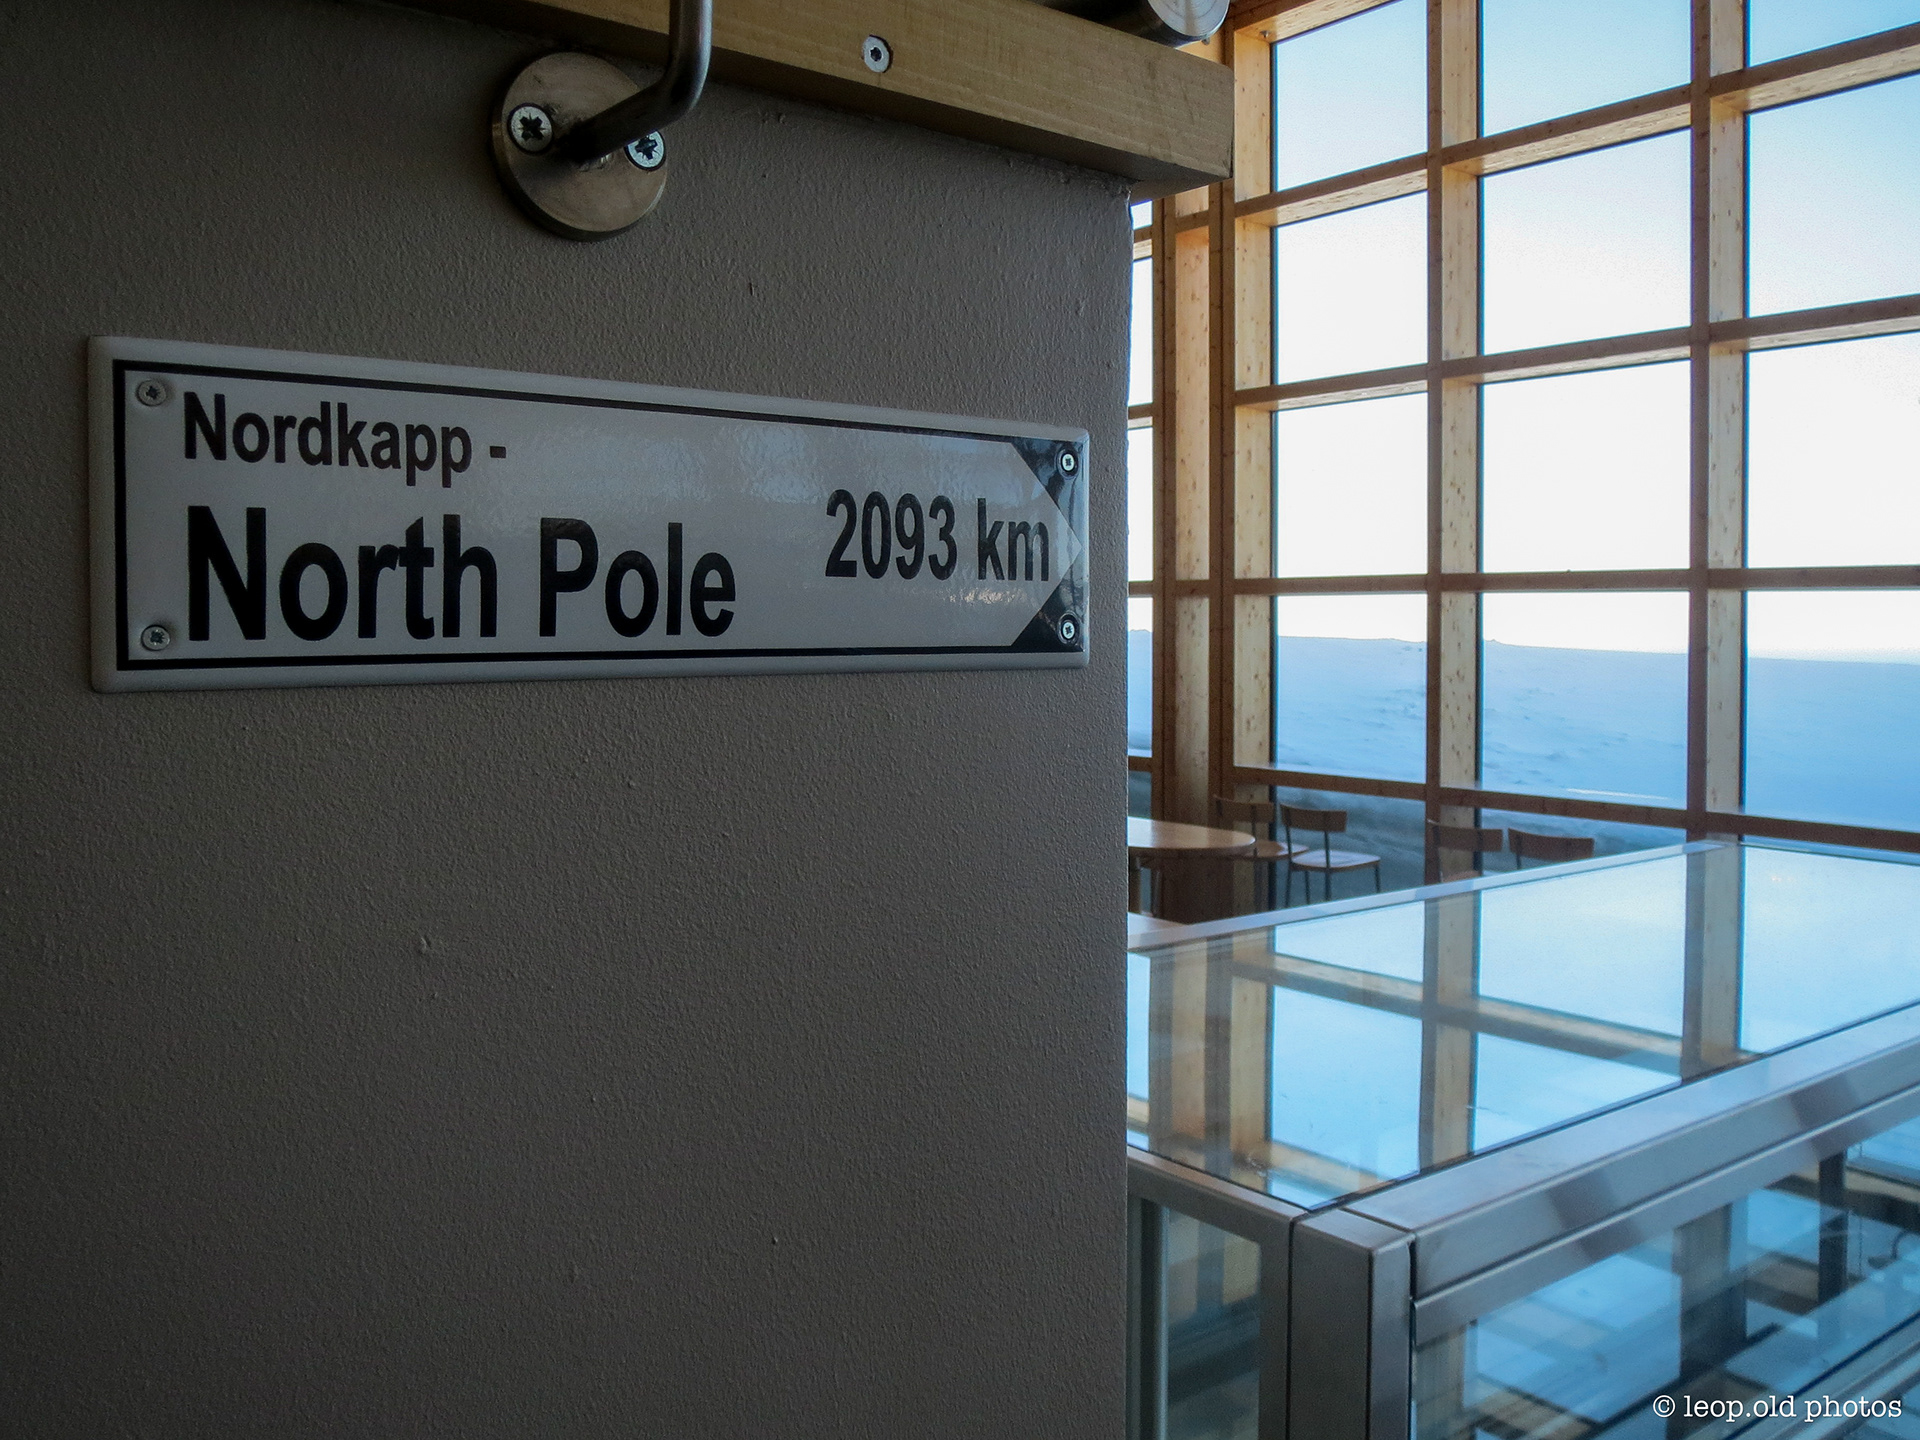 Nordkapp -
North Pole 2093 km
© leop.old photos